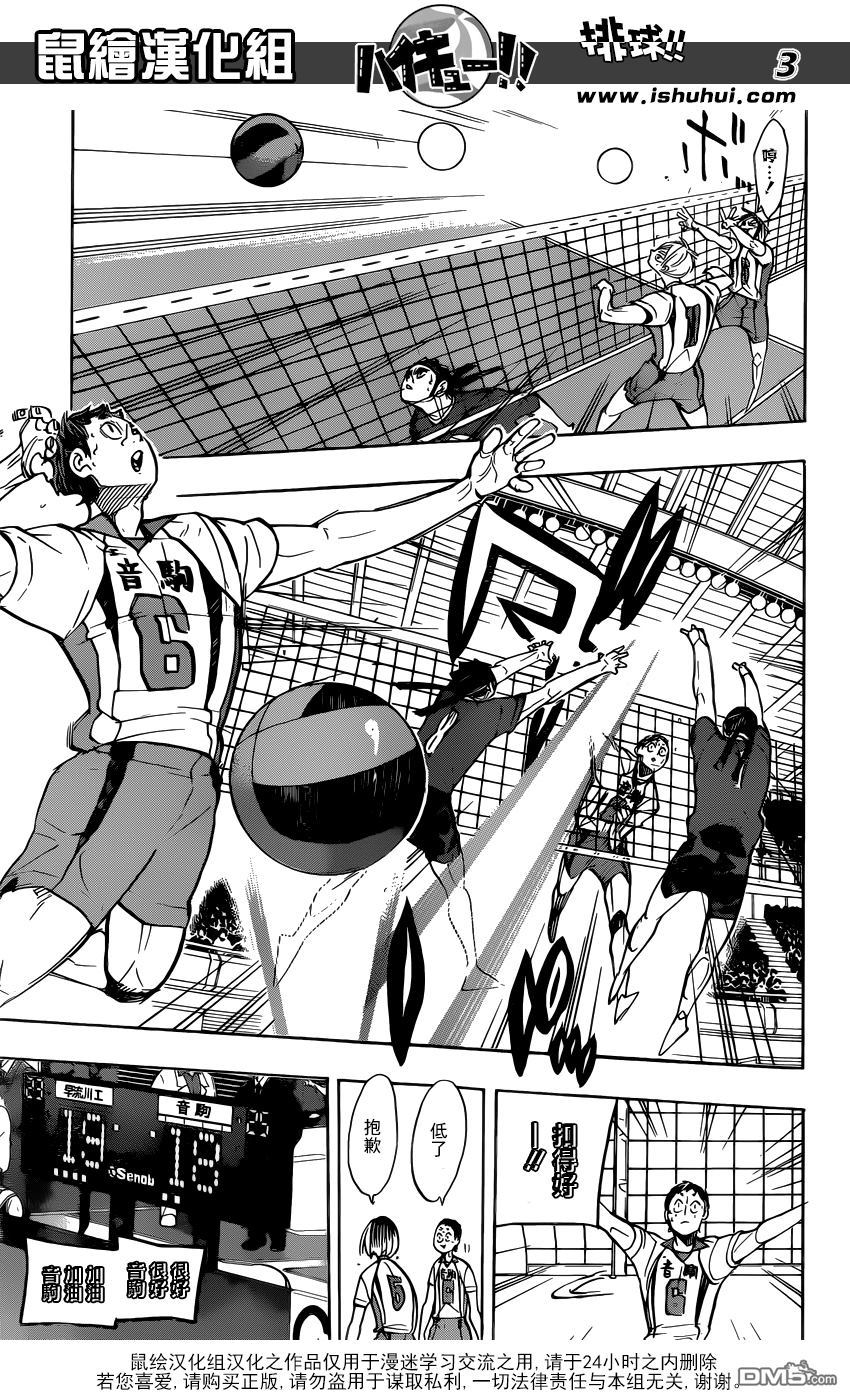 鼠繪漢化組
ハイキュー!!
排球!!
3
www.ishuhui.com
哼…!
ボ
音駒
6
音駒
扣得好
——!!
低了
抱歉
5
音駒
6
早流川工
音駒
19
18
Senoh
很好
很好
音駒
加油
加油
音駒
鼠绘汉化组汉化之作品仅用于漫迷学习交流之用,请于24小时之内删除
若您喜爱,请购买正版,请勿盗用于谋取私利,一切法律责任与本组无关,谢谢.
DM5.com